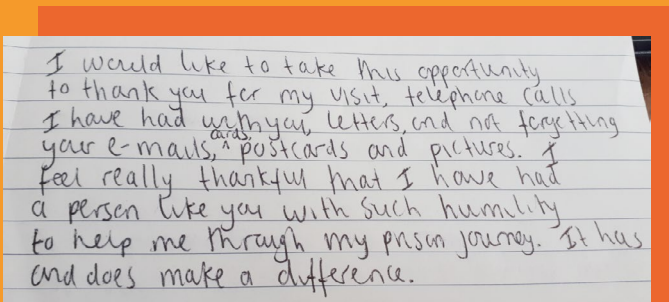 I would like to take this opportunity
to thank you for my visit, telephone calls
I have had with you, letters, and not forgetting
your e-mails, ^cards, postcards and pictures. I
feel really thankful that I have had
a person like you with such humility
to help me through my prison journey. It has
and does make a difference.